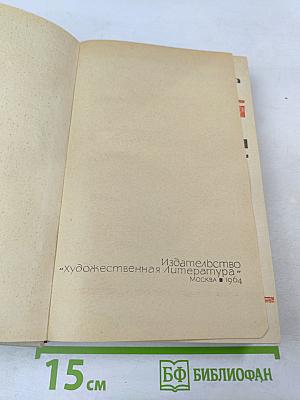 Издательство
"Художественная Литература"
Москва ■ 1964
15 см
БФ БИБЛИОФАН